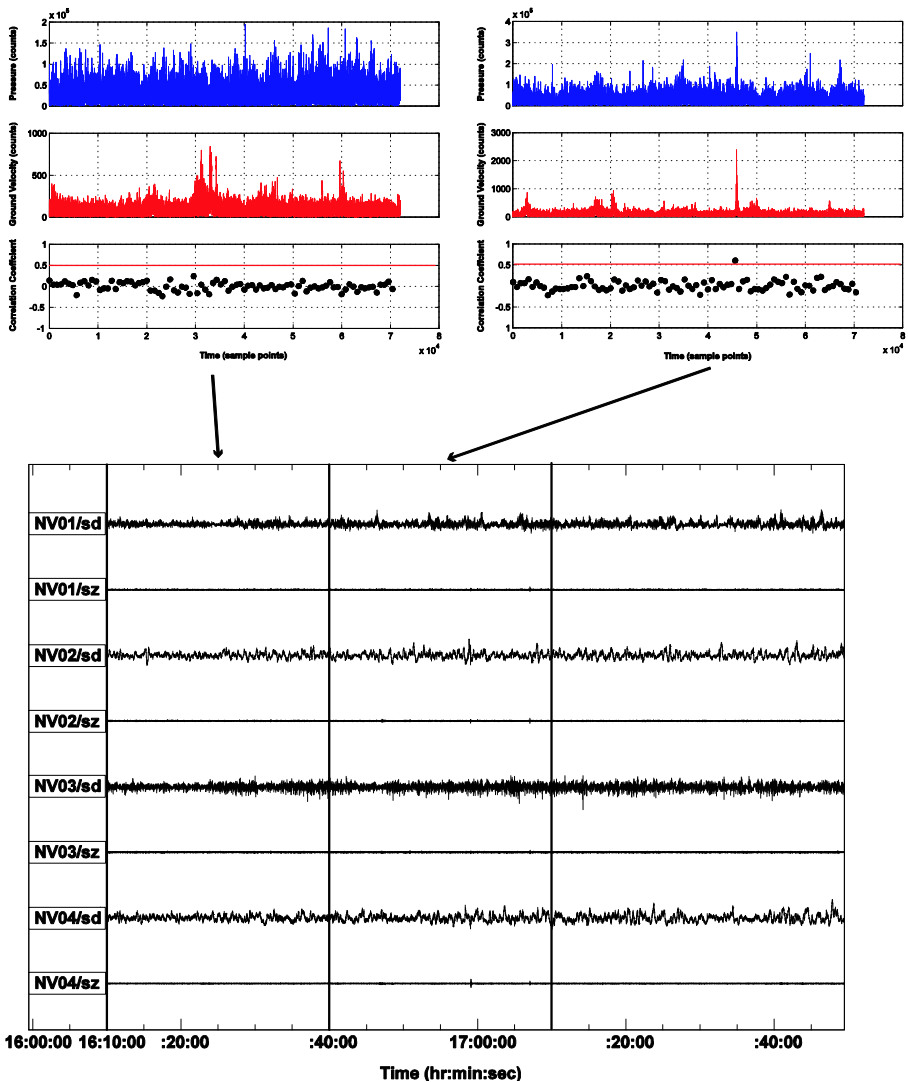 x 10⁵
2
1.5
1
0.5
0
Pressure (counts)
1000
500
0
Ground Velocity (counts)
1
0.5
0
-0.5
-1
Correlation Coefficient
0 1 2 3 4 5 6 7 8
x 10⁴
Time (sample points)
x 10⁵
4
3
2
1
0
Pressure (counts)
3000
2000
1000
0
Ground Velocity (counts)
1
0.5
0
0.5
1
Correlation Coefficient
0 1 2 3 4 5 6 7 8
x 10⁴
Time (sample points)
NV01/sd
NV01/sz
NV02/sd
NV02/sz
NV03/sd
NV03/sz
NV04/sd
NV04/sz
16:00:00 16:10:00 :20:00 :40:00 17:00:00 :20:00 :40:00
Time (hr:min:sec)